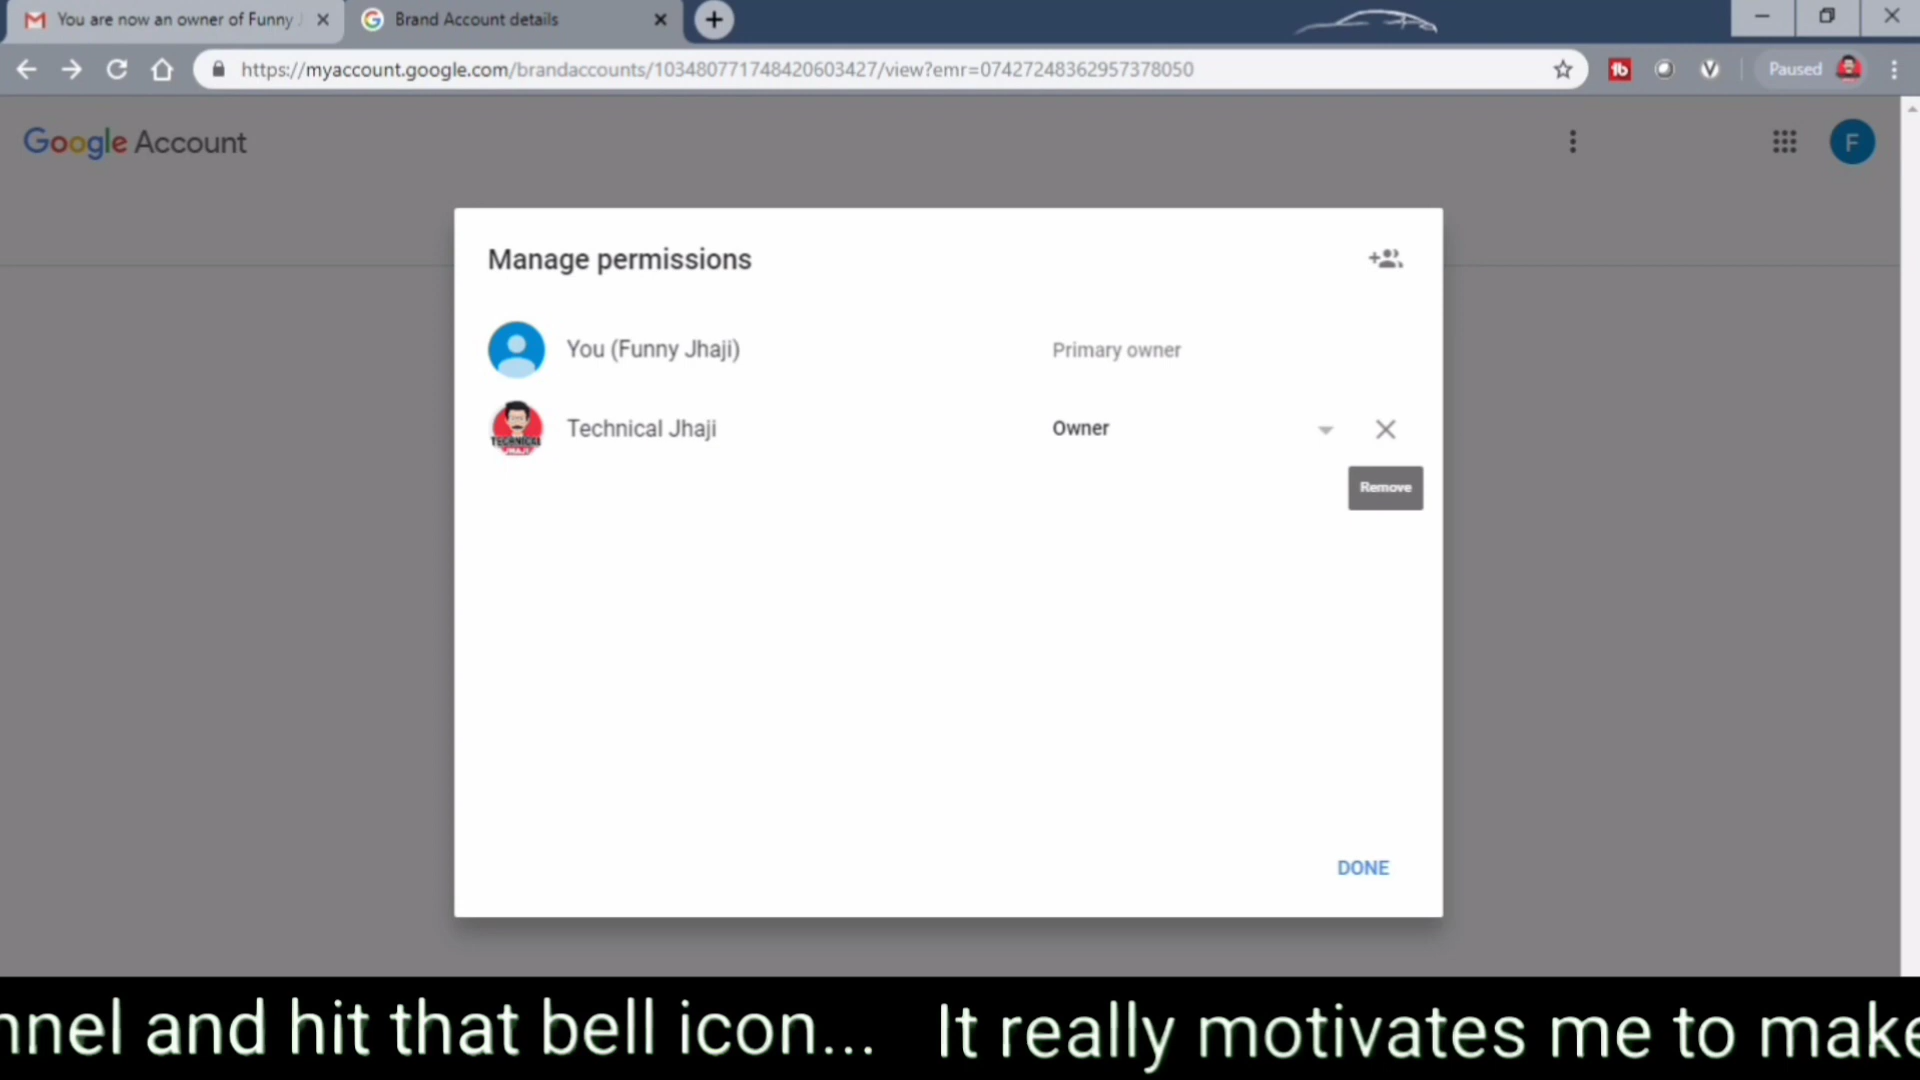 You are now an owner of Funny J
Brand Account details
https://myaccount.google.com/brandaccounts/103480771748420603427/view?emr=07427248362957378050
Paused
Google Account
F
Manage permissions
You (Funny Jhaji)
Primary owner
Technical Jhaji
Owner
TECHNICAL
JHAJI
Remove
DONE
nnel and hit that bell icon... It really motivates me to make